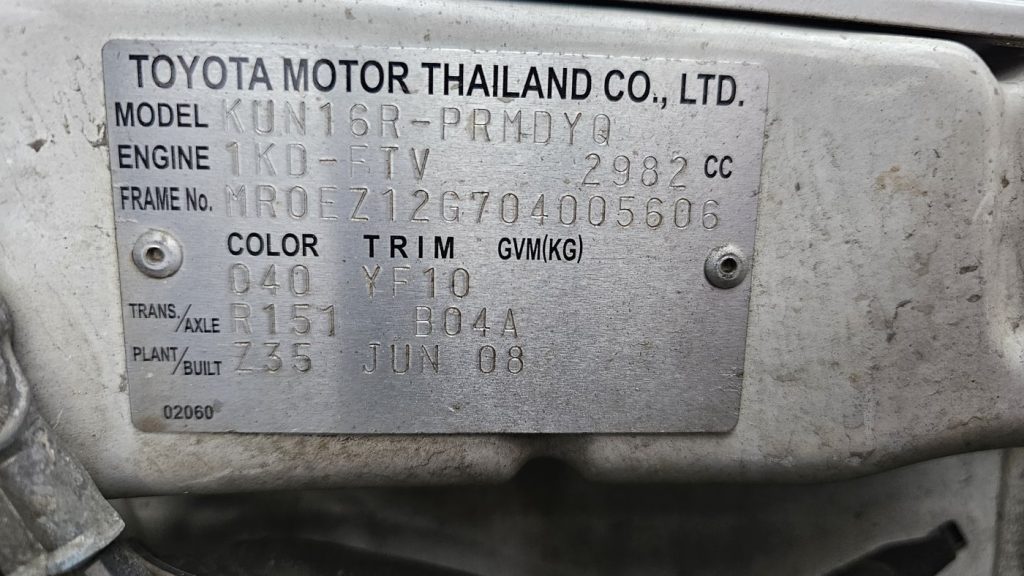 TOYOTA MOTOR THAILAND CO., LTD.
MODEL KUN16R-PRMDYQ
ENGINE 1KD-FTV 2982 CC
FRAME No. MR0EZ12G704005606
COLOR TRIM GVM(KG)
040 YF10
TRANS./AXLE R151 B04A
PLANT/BUILT Z35 JUN 08
02060